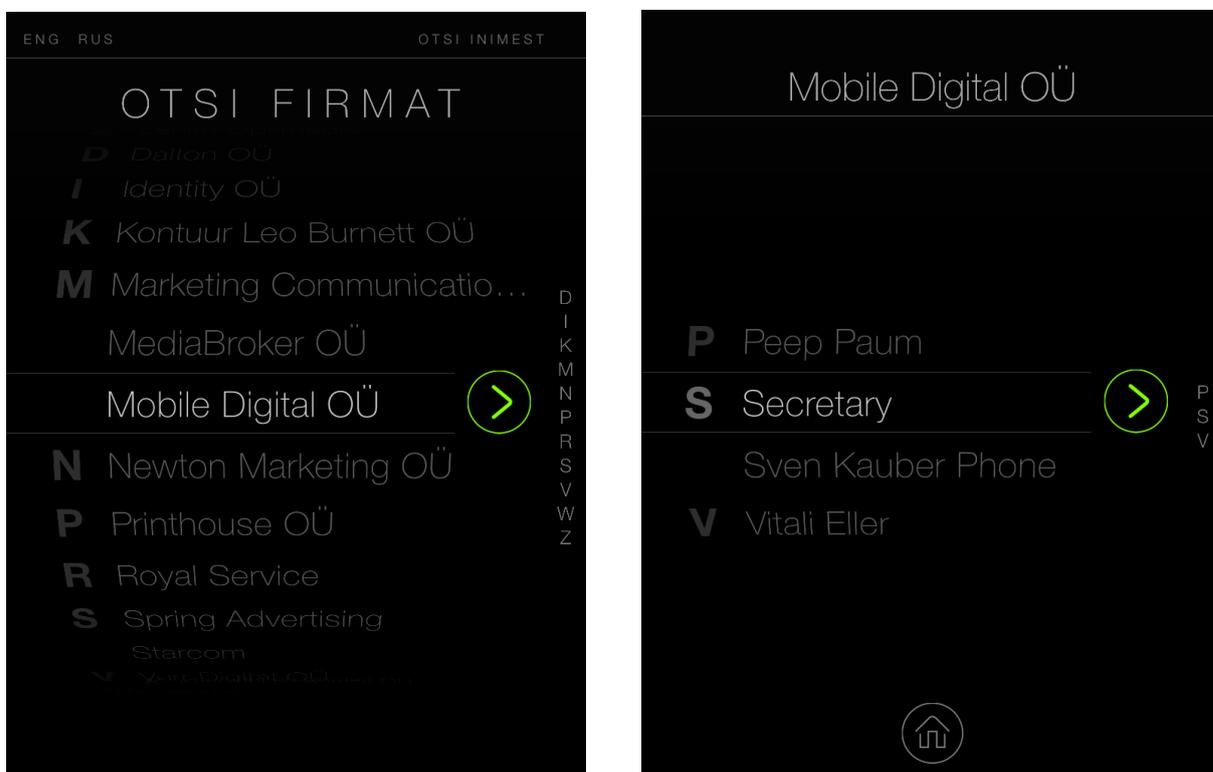 ENG RUS OTSI INIMEST
OTSI FIRMAT
D Dallon OÜ
I Identity OÜ
K Kontuur Leo Burnett OÜ
M Marketing Communicatio...
MediaBroker OÜ
Mobile Digital OÜ
N Newton Marketing OÜ
P Printhouse OÜ
R Royal Service
S Spring Advertising
Starcom
V
D
I
K
M
N
P
R
S
V
W
Z
Mobile Digital OÜ
P Peep Paum
S Secretary
Sven Kauber Phone
V Vitali Eller
P
S
V